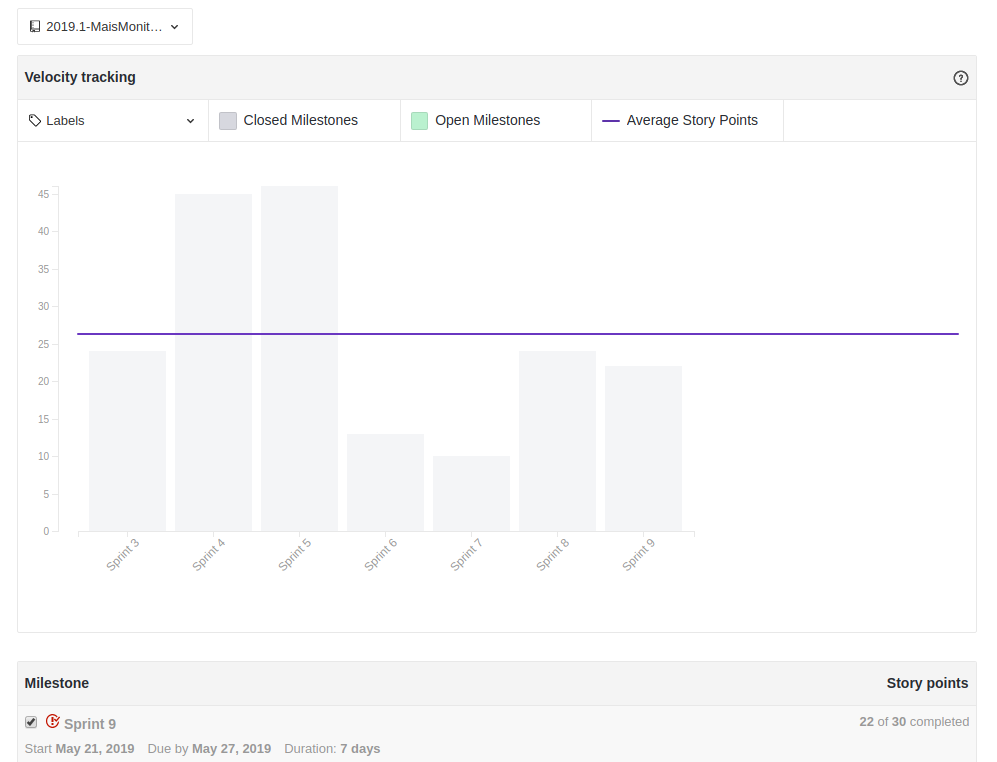 2019.1-MaisMonit...
Velocity tracking
Labels
Closed Milestones
Open Milestones
Average Story Points
45
40
35
30
25
20
15
10
5
0
Sprint 3
Sprint 4
Sprint 5
Sprint 6
Sprint 7
Sprint 8
Sprint 9
Milestone Story points
Sprint 9 22 of 30 completed
Start May 21, 2019 Due by May 27, 2019 Duration: 7 days